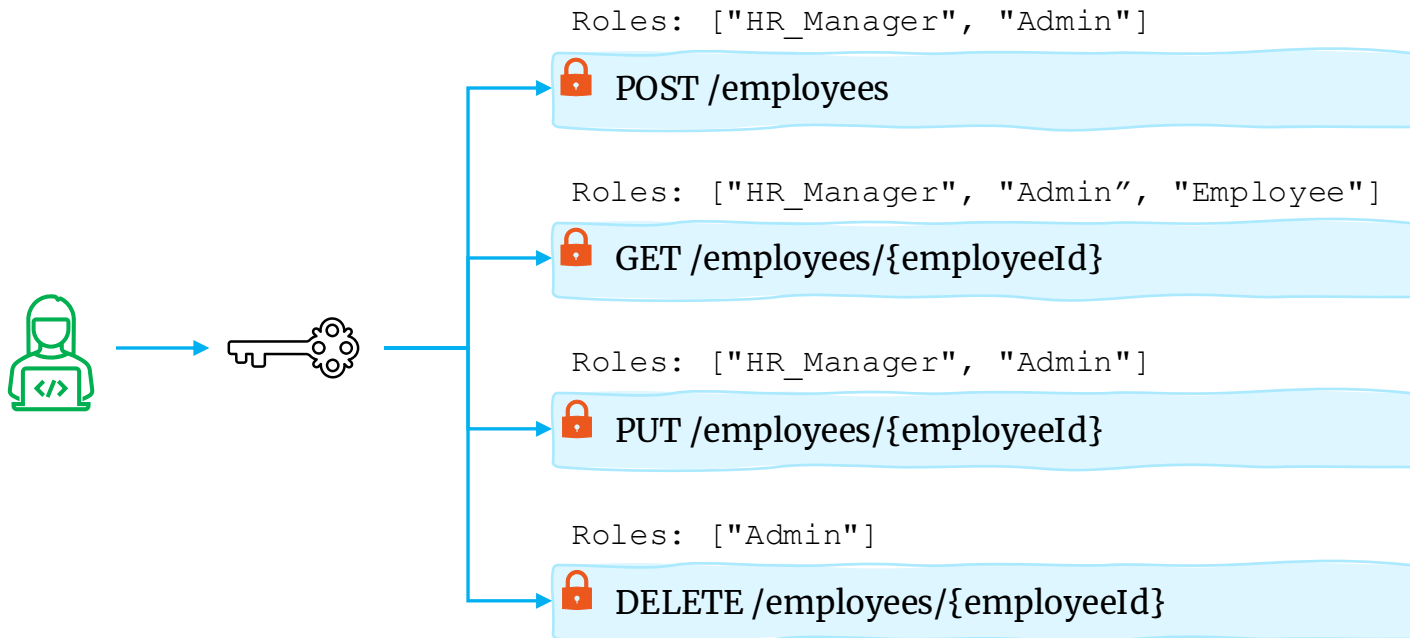 Roles: ["HR_Manager", "Admin"]
POST /employees
Roles: ["HR_Manager", "Admin”, "Employee"]
GET /employees/{employeeId}
</>
Roles: ["HR_Manager", "Admin"]
PUT /employees/{employeeId}
Roles: ["Admin"]
DELETE /employees/{employeeId}